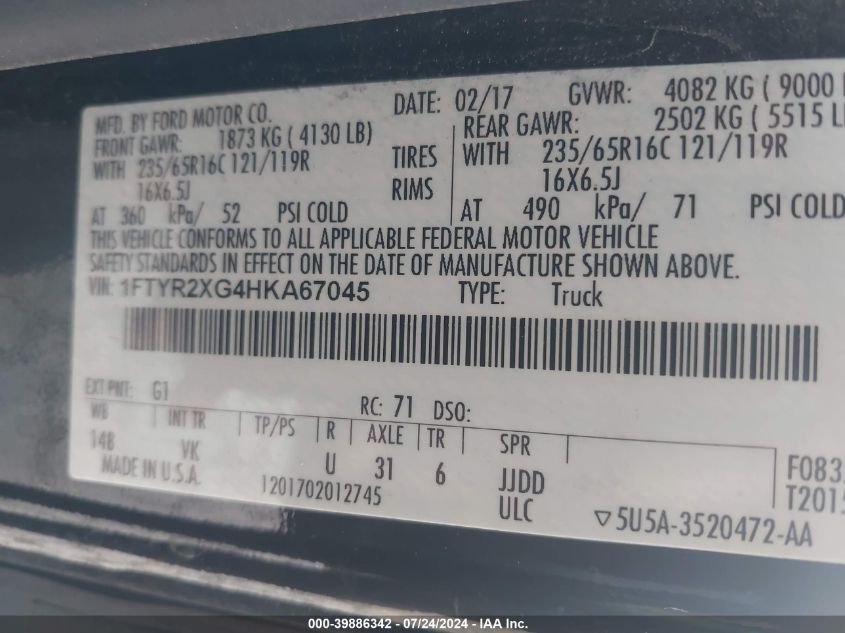 MFD. BY FORD MOTOR CO. DATE: 02/17 GVWR: 4082 KG ( 9000
FRONT GAWR: 1873 KG ( 4130 LB) REAR GAWR: 2502 KG ( 5515 L
WITH 235/65R16C 121/119R TIRES WITH 235/65R16C 121/119R
16X6.5J RIMS 16X6.5J
AT 360 kPa/ 52 PSI COLD AT 490 kPa/ 71 PSI COLD
THIS VEHICLE CONFORMS TO ALL APPLICABLE FEDERAL MOTOR VEHICLE
SAFETY STANDARDS IN EFFECT ON THE DATE OF MANUFACTURE SHOWN ABOVE.
VIN: 1FTYR2XG4HKA67045 TYPE: Truck
EXT PNT: G1 RC: 71 DSO:
WB INT TR TP/PS R AXLE TR SPR
148 VK U 31 6 JJDD F083
MADE IN U.S.A. 1201702012745 ULC T2015
▽5U5A-3520472-AA
000-39886342 - 07/24/2024 - IAA Inc.